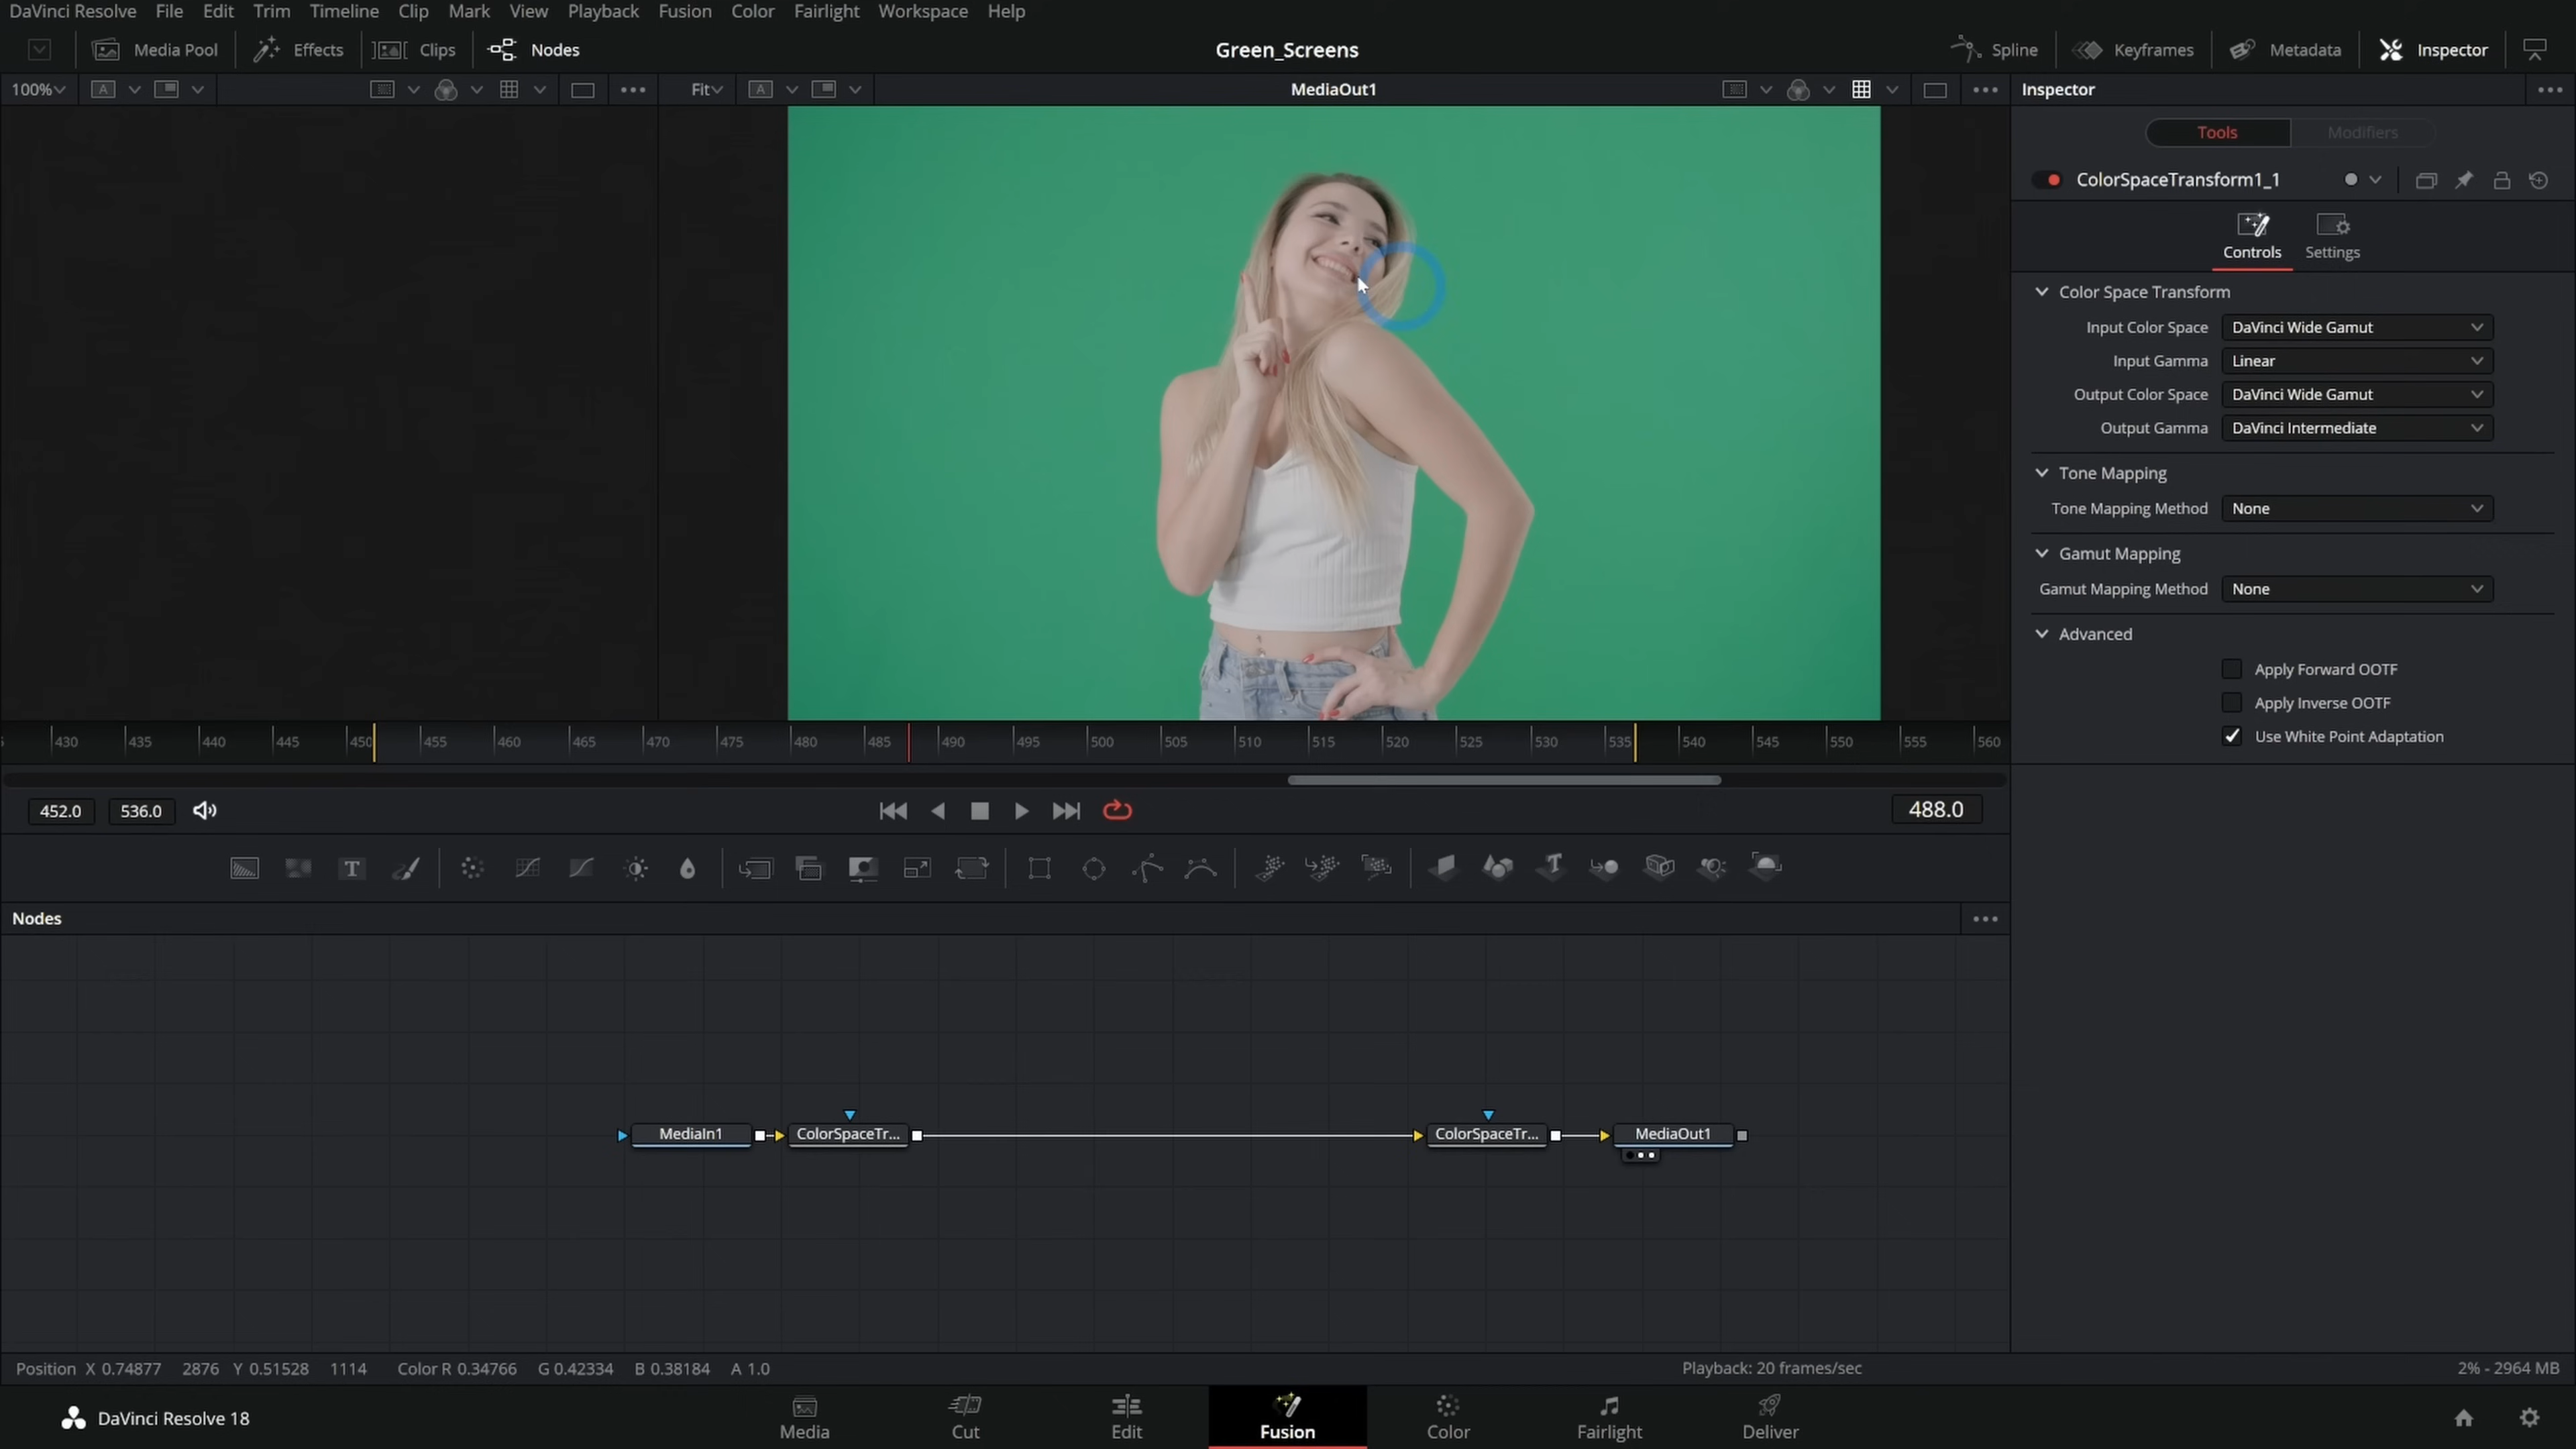 DaVinci Resolve File Edit Trim Timeline Clip Mark View Playback Fusion Color Fairlight Workspace Help
Media Pool Effects Clips Nodes Green_Screens Spline Keyframes Metadata Inspector
100% A Fit A MediaOut1 Inspector
Tools Modifiers
ColorSpaceTransform1_1
Controls Settings
Color Space Transform
Input Color Space DaVinci Wide Gamut
Input Gamma Linear
Output Color Space DaVinci Wide Gamut
Output Gamma DaVinci Intermediate
Tone Mapping
Tone Mapping Method None
Gamut Mapping
Gamut Mapping Method None
Advanced
Apply Forward OOTF
Apply Inverse OOTF
Use White Point Adaptation
430 435 440 445 450 455 460 465 470 475 480 485 490 495 500 505 510 515 520 525 530 535 540 545 550 555 560
452.0 536.0 488.0
T T
Nodes
MediaIn1 ColorSpaceTr... ColorSpaceTr... MediaOut1
Position X 0.74877 2876 Y 0.51528 1114 Color R 0.34766 G 0.42334 B 0.38184 A 1.0 Playback: 20 frames/sec 2% - 2964 MB
DaVinci Resolve 18 Media Cut Edit Fusion Color Fairlight Deliver